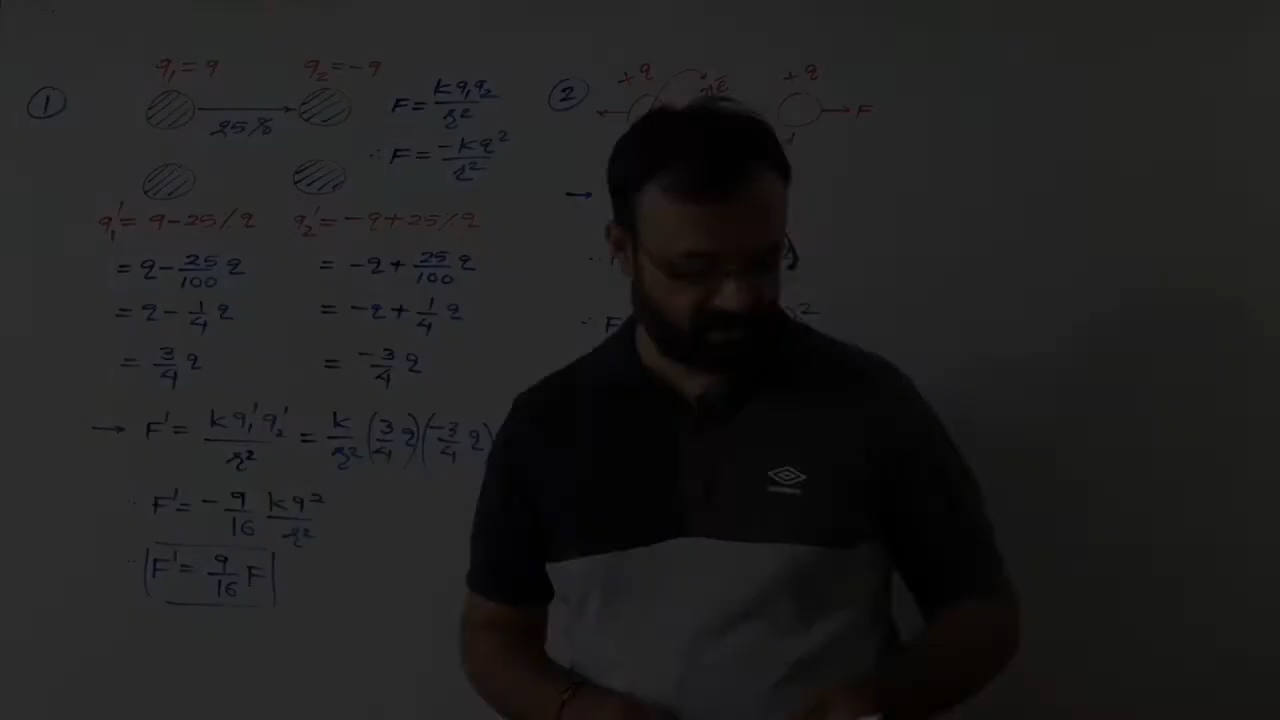 ①
q₁ = q q₂ = -q
25%
F = kq₁q₂/r²
∴ F = -kq²/r²
q₁' = q - 25% q q₂' = -q + 25% q
= q - 25/100 q = -q + 25/100 q
= q - 1/4 q = -q + 1/4 q
= 3/4 q = -3/4 q
→ F' = kq₁'q₂'/r² = k/r² (3/4 q)(-3/4 q)
∴ F' = -9/16 kq²/r²
∴ F' = 9/16 F
②
+q +q
F
→